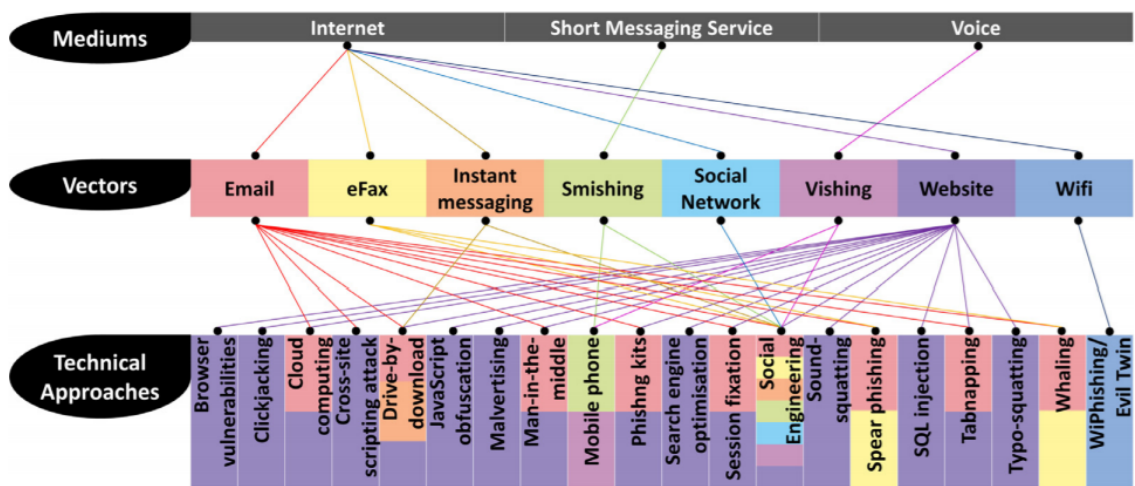 Mediums
Internet
Short Messaging Service
Voice
Vectors
Email
eFax
Instant
messaging
Smishing
Social
Network
Vishing
Website
Wifi
Technical
Approaches
Browser
vulnerabilities
Clickjacking
Cloud
computing
Cross-site
scripting attack
Drive-by-
download
JavaScript
obfuscation
Malvertising
Man-in-the-
middle
Mobile phone
Phishng kits
Search engine
optimisation
Session fixation
Social
Engineering
Sound-
squatting
Spear phishing
SQL injection
Tabnapping
Typo-squatting
Whaling
WiPhishing/
Evil Twin